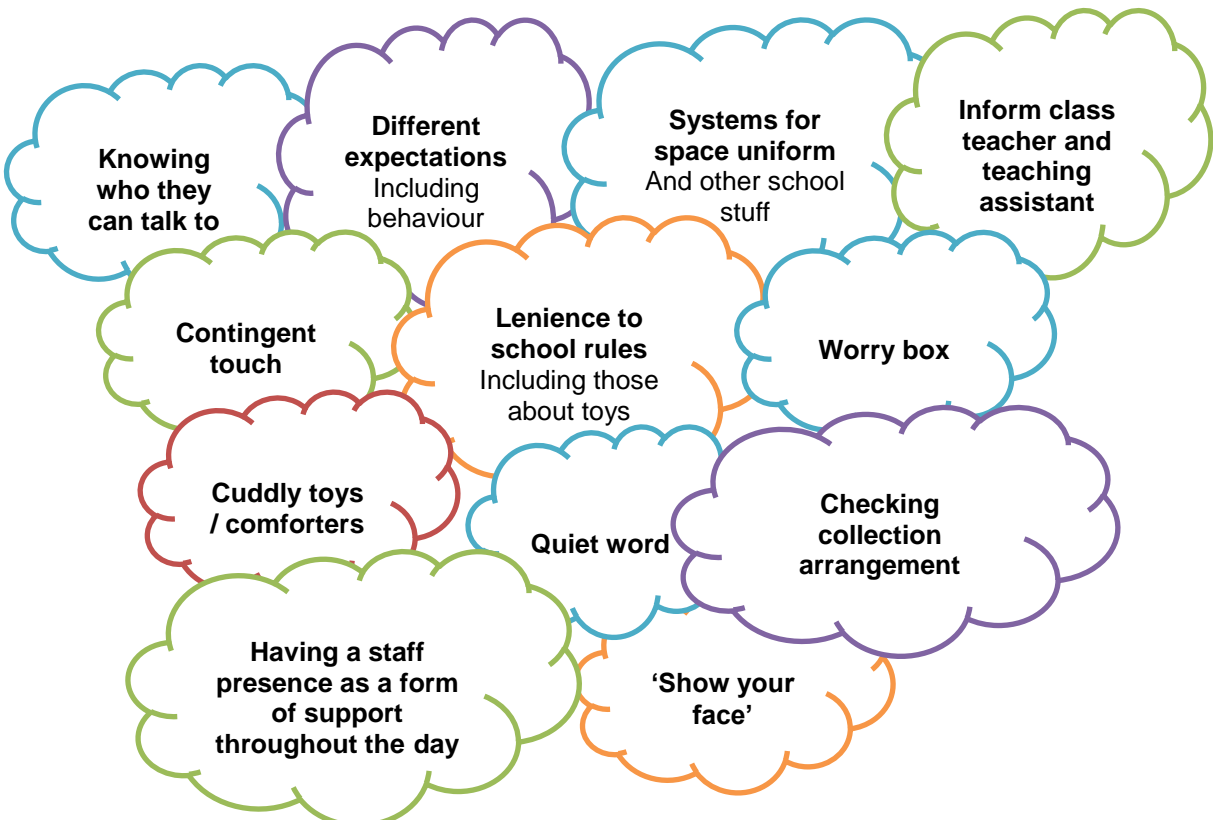 Knowing
who they
can talk to
Different
expectations
Including
behaviour
Systems for
space uniform
And other school
stuff
Inform class
teacher and
teaching
assistant
Contingent
touch
Lenience to
school rules
Including those
about toys
Worry box
Cuddly toys
/ comforters
Quiet word
Checking
collection
arrangement
Having a staff
presence as a form
of support
throughout the day
‘Show your
face’